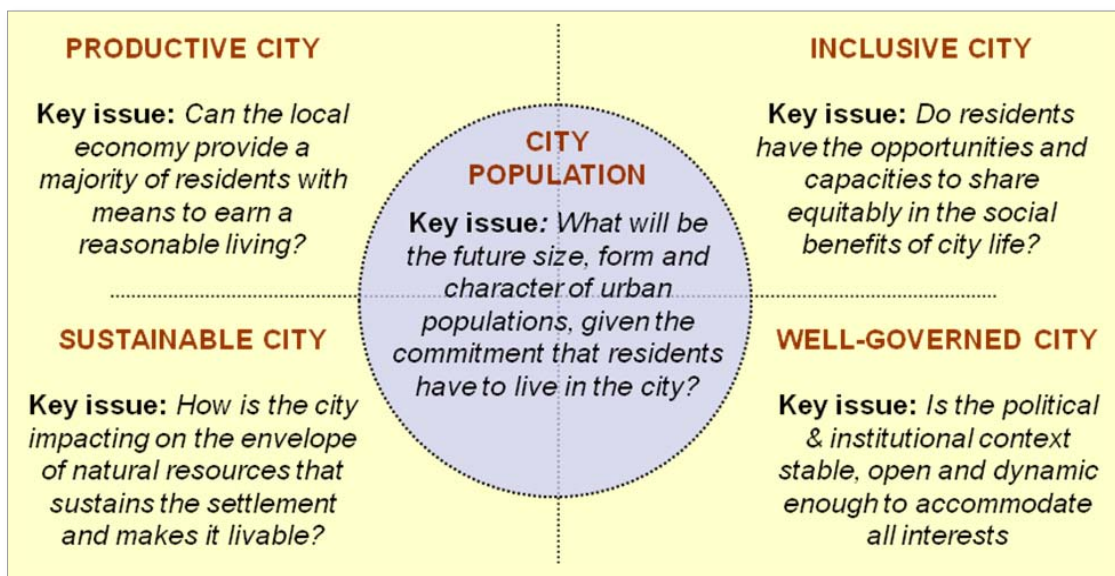 PRODUCTIVE CITY
Key issue: Can the local
economy provide a
majority of residents with
means to earn a
reasonable living?
INCLUSIVE CITY
Key issue: Do residents
have the opportunities and
capacities to share
equitably in the social
benefits of city life?
CITY
POPULATION
Key issue: What will be
the future size, form and
character of urban
populations, given the
commitment that residents
have to live in the city?
SUSTAINABLE CITY
Key issue: How is the city
impacting on the envelope
of natural resources that
sustains the settlement
and makes it livable?
WELL-GOVERNED CITY
Key issue: Is the political
& institutional context
stable, open and dynamic
enough to accommodate
all interests